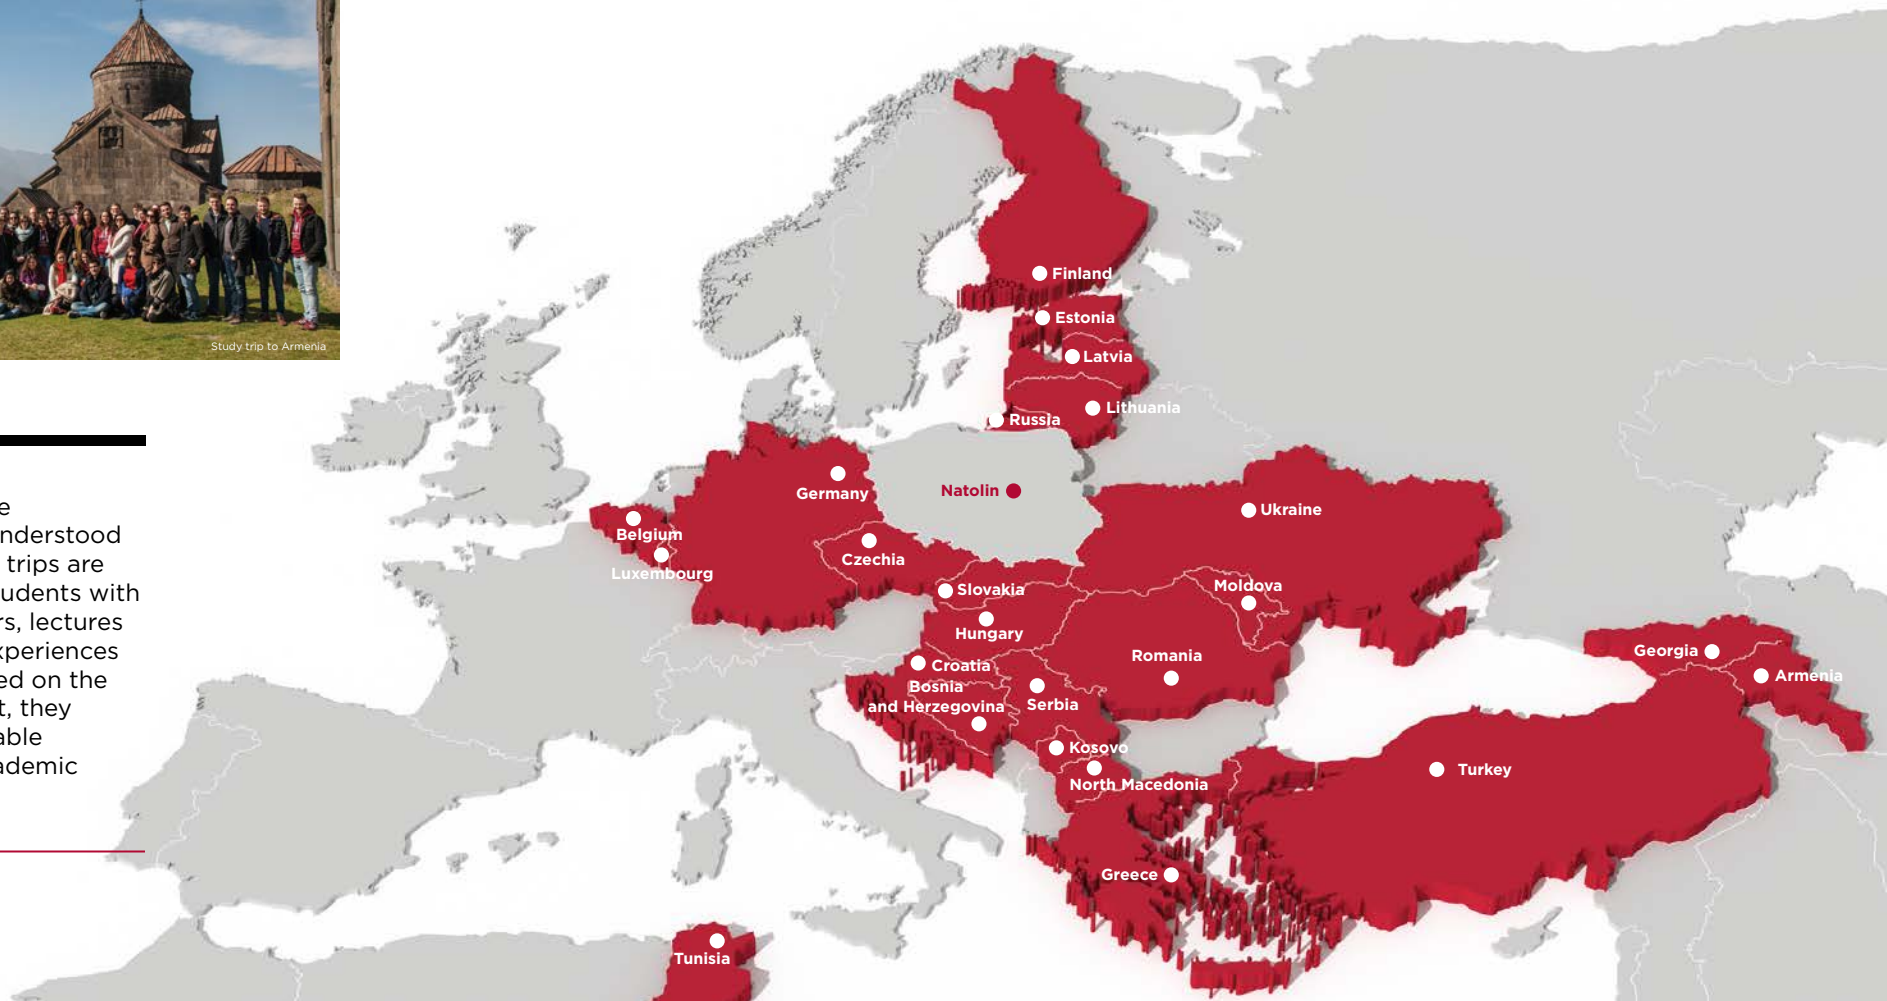 Study trip to Armenia
e
nderstood
trips are
udents with
rs, lectures
xperiences
ed on the
t, they
able
ademic
Finland
Estonia
Latvia
Lithuania
Russia
Germany
Natolin
Ukraine
Belgium
Luxembourg
Czechia
Slovakia
Moldova
Hungary
Georgia
Romania
Croatia
Armenia
Bosnia
and Herzegovina
Serbia
Kosovo
North Macedonia
Turkey
Greece
Tunisia